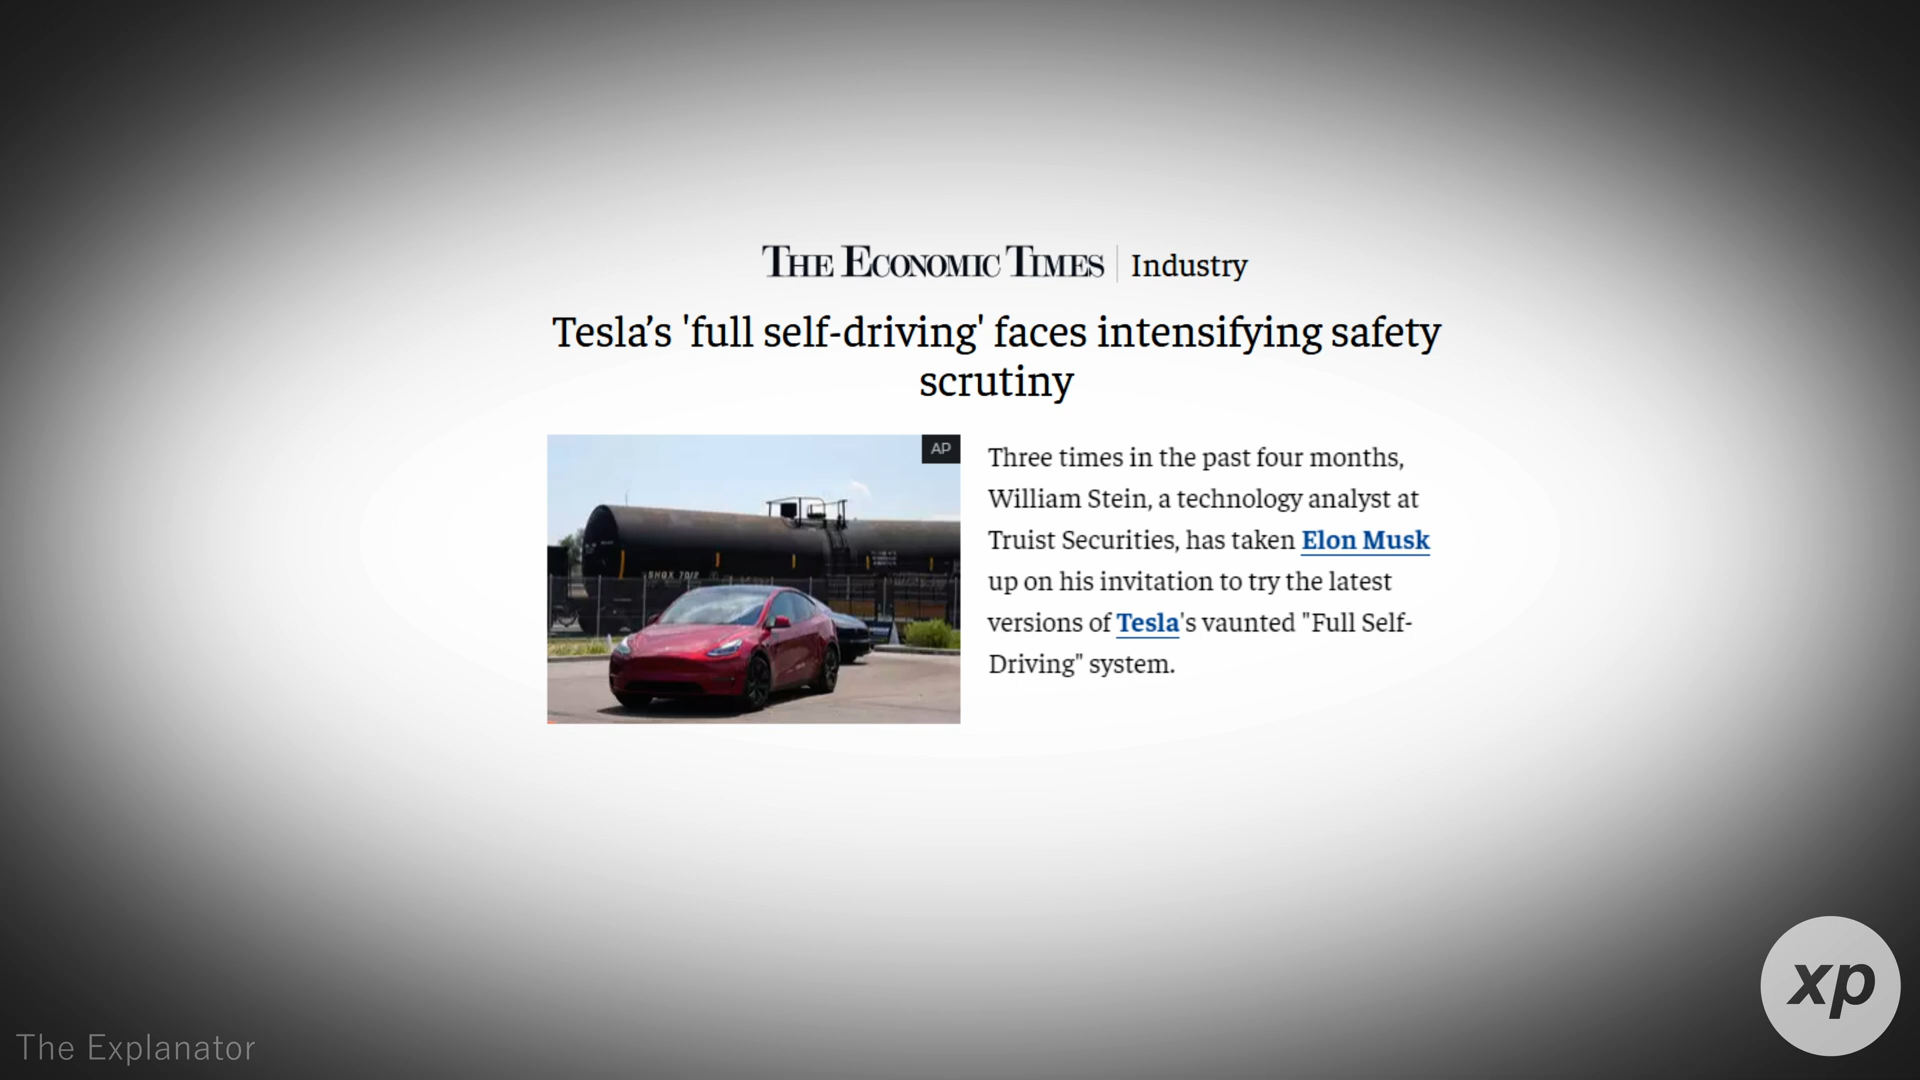 THE ECONOMIC TIMES | Industry
Tesla’s 'full self-driving' faces intensifying safety
scrutiny
AP
Three times in the past four months,
William Stein, a technology analyst at
Truist Securities, has taken Elon Musk
up on his invitation to try the latest
versions of Tesla's vaunted "Full Self-
Driving" system.
xp
The Explanator